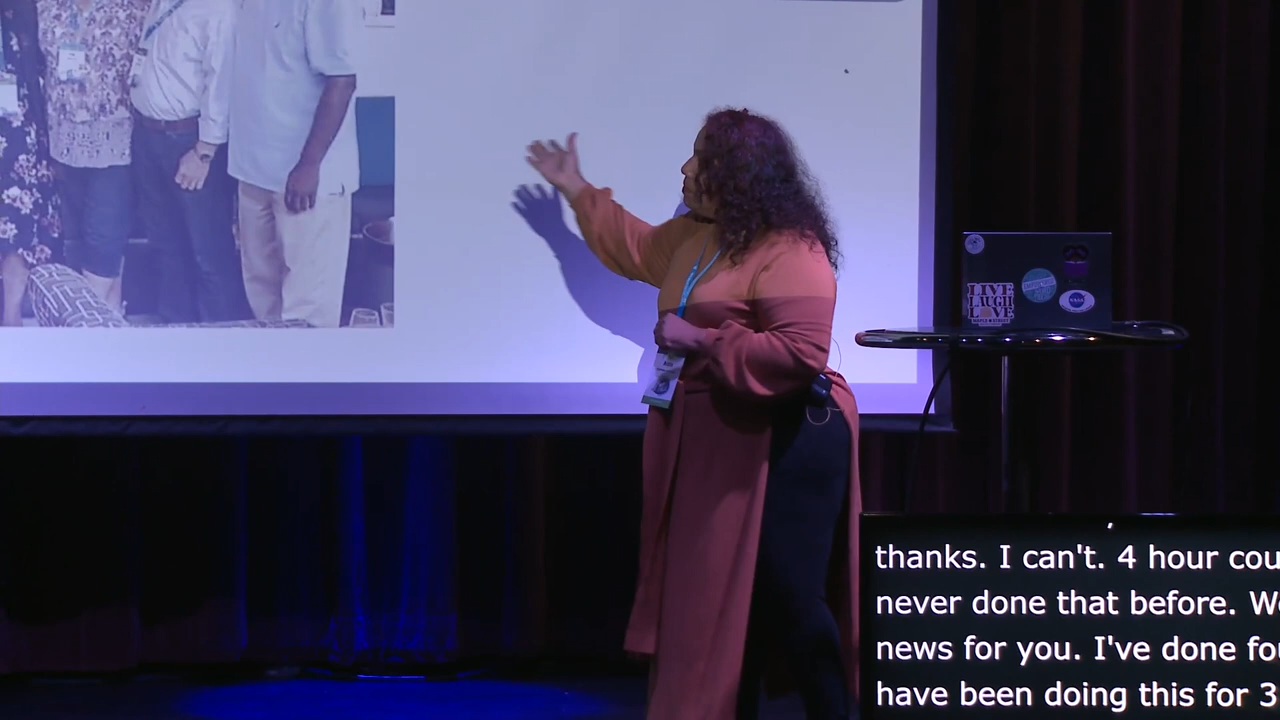 LIVE
LAUGH
LOVE
thanks. I can't. 4 hour cou
never done that before. W
news for you. I've done fou
have been doing this for 3